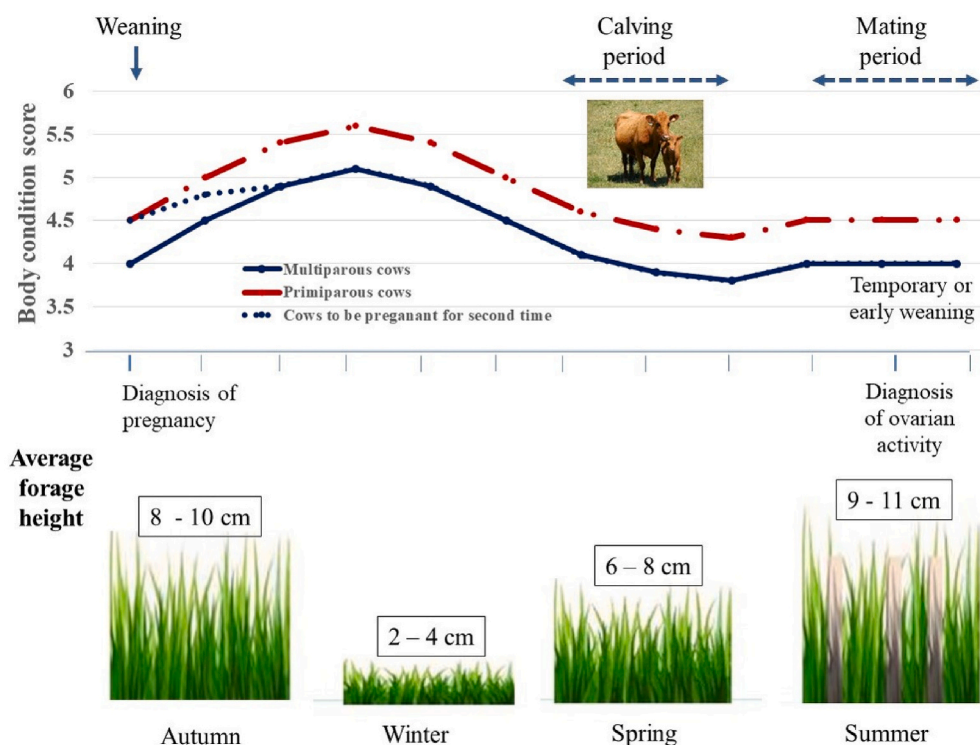 Weaning
Calving
period
Mating
period
Body condition score
6
5.5
5
4.5
4
3.5
3
Multiparous cows
Primiparous cows
Cows to be preganant for second time
Temporary or
early weaning
Diagnosis of
pregnancy
Diagnosis
of ovarian
activity
Average
forage
height
8 - 10 cm
2 – 4 cm
6 – 8 cm
9 - 11 cm
Autumn
Winter
Spring
Summer